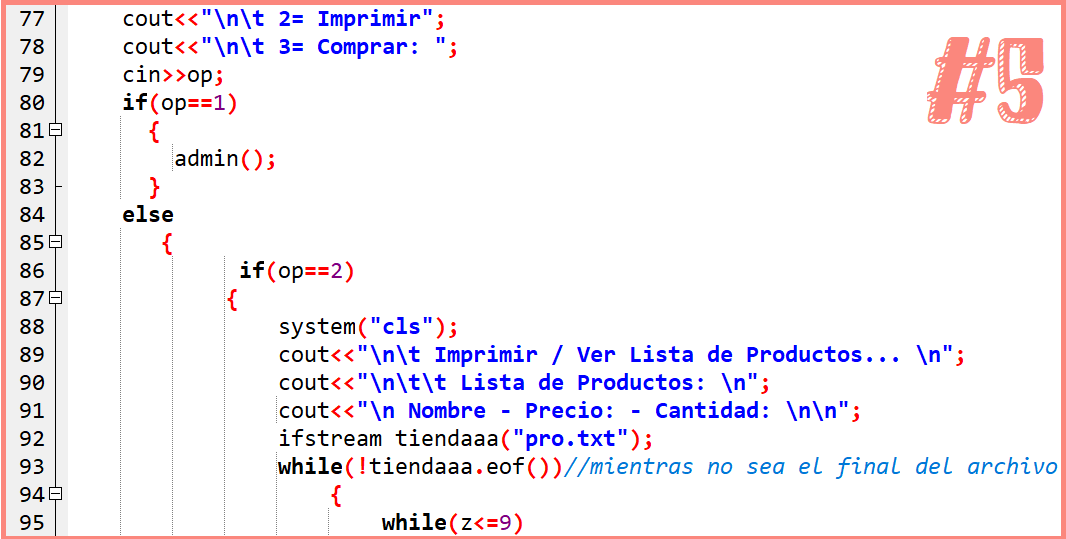 77 cout<<"\n\t 2= Imprimir";
78 cout<<"\n\t 3= Comprar: ";
79 cin>>op;
80 if(op==1)
81 {
82 admin();
83 }
84 else
85 {
86 if(op==2)
87 {
88 system("cls");
89 cout<<"\n\t Imprimir / Ver Lista de Productos... \n";
90 cout<<"\n\t\t Lista de Productos: \n";
91 cout<<"\n Nombre - Precio: - Cantidad: \n\n";
92 ifstream tiendaaa("pro.txt");
93 while(!tiendaaa.eof())//mientras no sea el final del archivo
94 {
95 while(z<=9)
#5